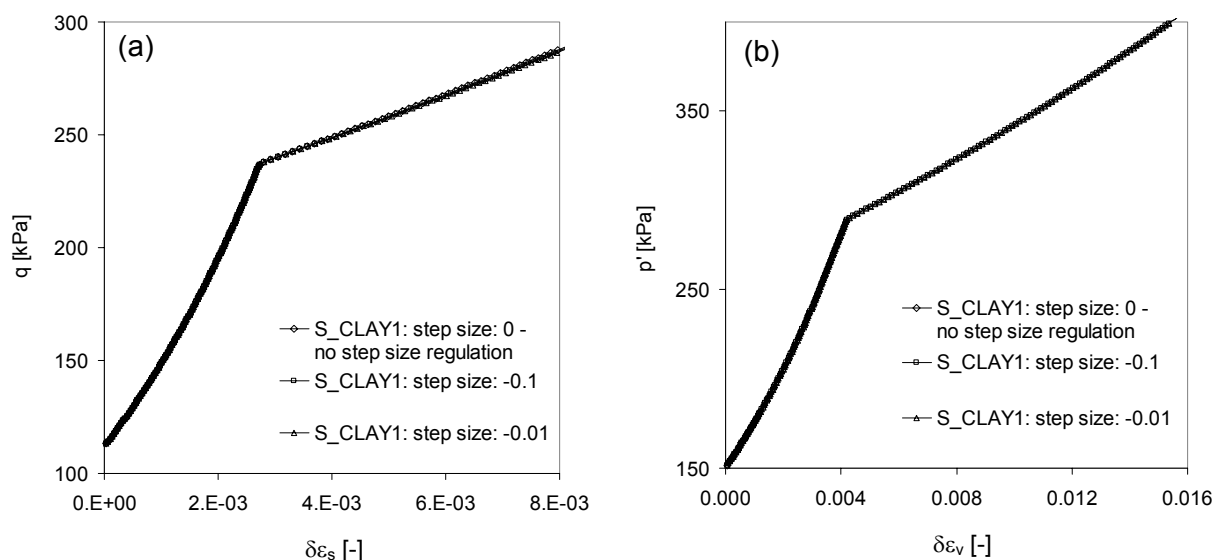 (a)
300
250
200
150
100
q [kPa]
S_CLAY1: step size: 0 -
no step size regulation
S_CLAY1: step size: -0.1
S_CLAY1: step size: -0.01
0.E+00
2.E-03
4.E-03
6.E-03
8.E-03
δεs [-]
(b)
350
250
150
p' [kPa]
S_CLAY1: step size: 0 -
no step size regulation
S_CLAY1: step size: -0.1
S_CLAY1: step size: -0.01
0.000
0.004
0.008
0.012
0.016
δεv [-]